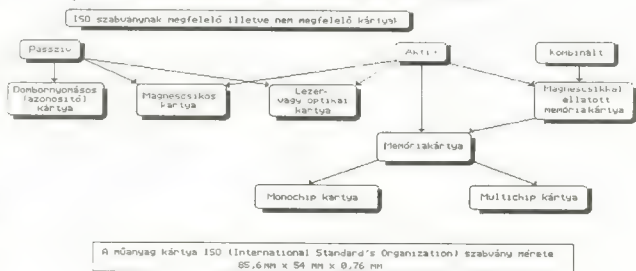 ISO szabványnak megfelelő illetve nem megfelelő kártyák
Passzív
Aktív
Kombinált
Dombornyomásos
(azonosító)
kártya
Mágnescsíkos
kártya
Lézer-
vagy optikai
kártya
Mágnescsíkkal
ellátott
memóriakártya
Memóriakártya
Monochip kártya
Multichip kártya
A műanyag kártya ISO (International Standard's Organization) szabvány mérete
85,6 mm x 54 mm x 0,76 mm